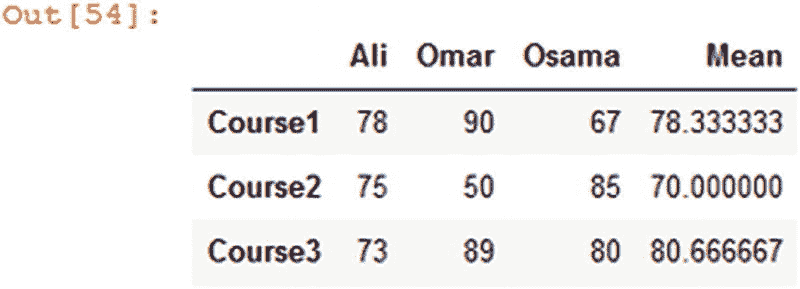 Out[54]:
Ali Omar Osama Mean
Course1 78 90 67 78.333333
Course2 75 50 85 70.000000
Course3 73 89 80 80.666667